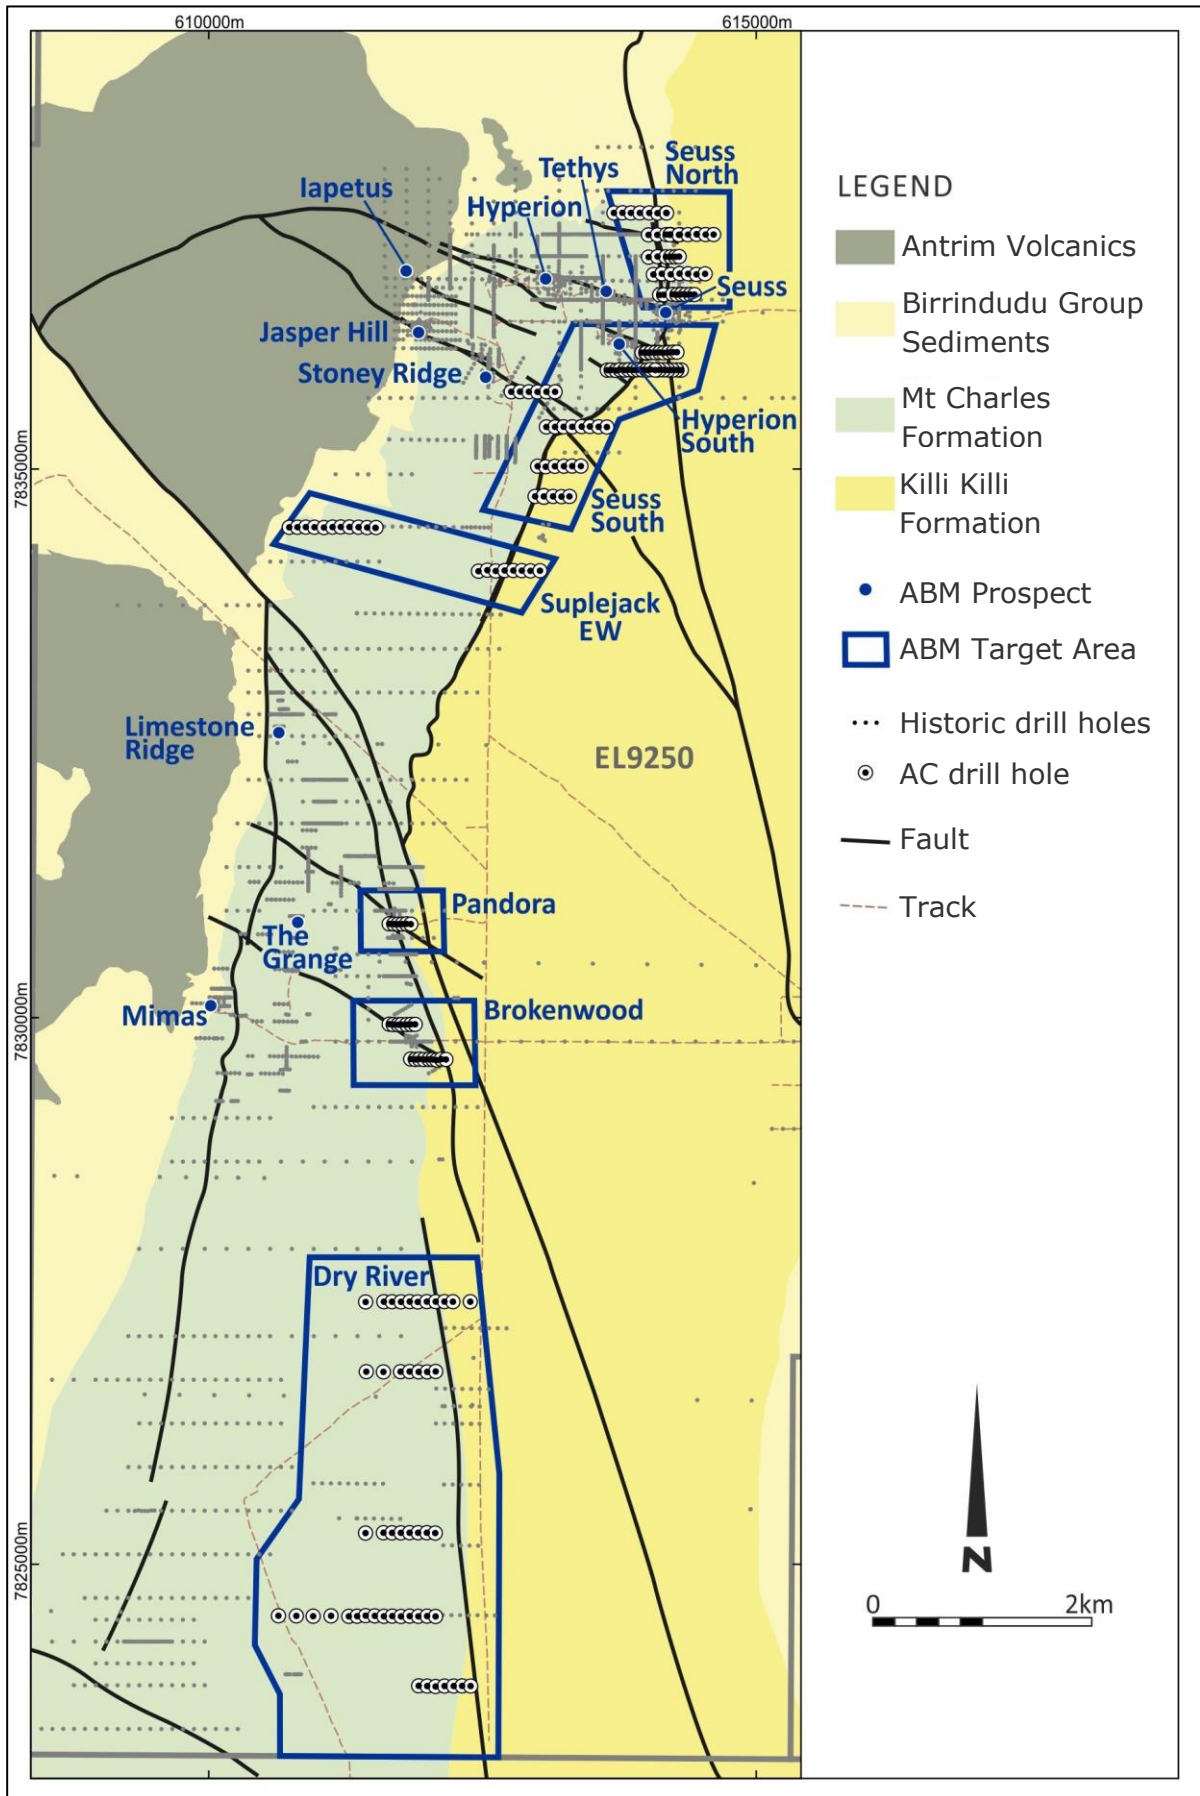 610000m
615000m
Seuss
North
Tethys
Iapetus
Hyperion
Seuss
Jasper Hill
Stoney Ridge
Hyperion
South
7835000m
Seuss
South
Suplejack
EW
Limestone
Ridge
EL9250
Pandora
The
Grange
Mimas
Brokenwood
7830000m
Dry River
7825000m
LEGEND
Antrim Volcanics
Birrindudu Group
Sediments
Mt Charles
Formation
Killi Killi
Formation
ABM Prospect
ABM Target Area
Historic drill holes
AC drill hole
Fault
Track
N
0 2km